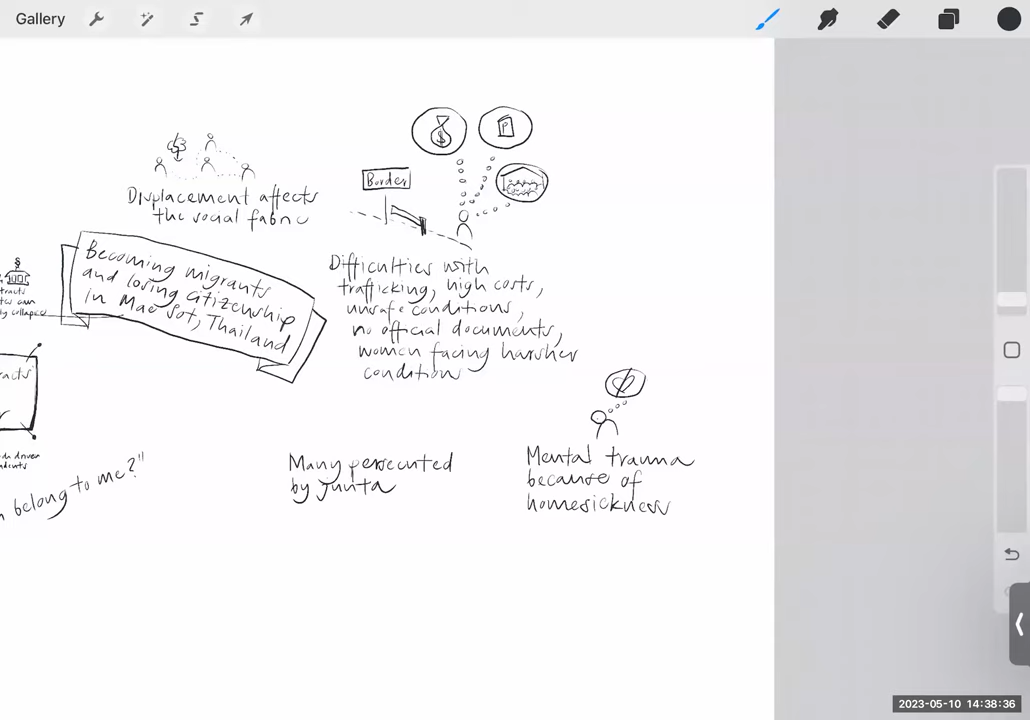 Gallery
Displacement affects
the social fabric
Border
Becoming migrants
and losing citizenship
in Mae Sot, Thailand
Difficulties with
trafficking, high costs,
unsafe conditions,
no official documents,
women facing harsher
condition
by collapse
belong to me?"
Many persecuted
by junta
Mental trauma
because of
homesickness
2023-05-10 14:38:36